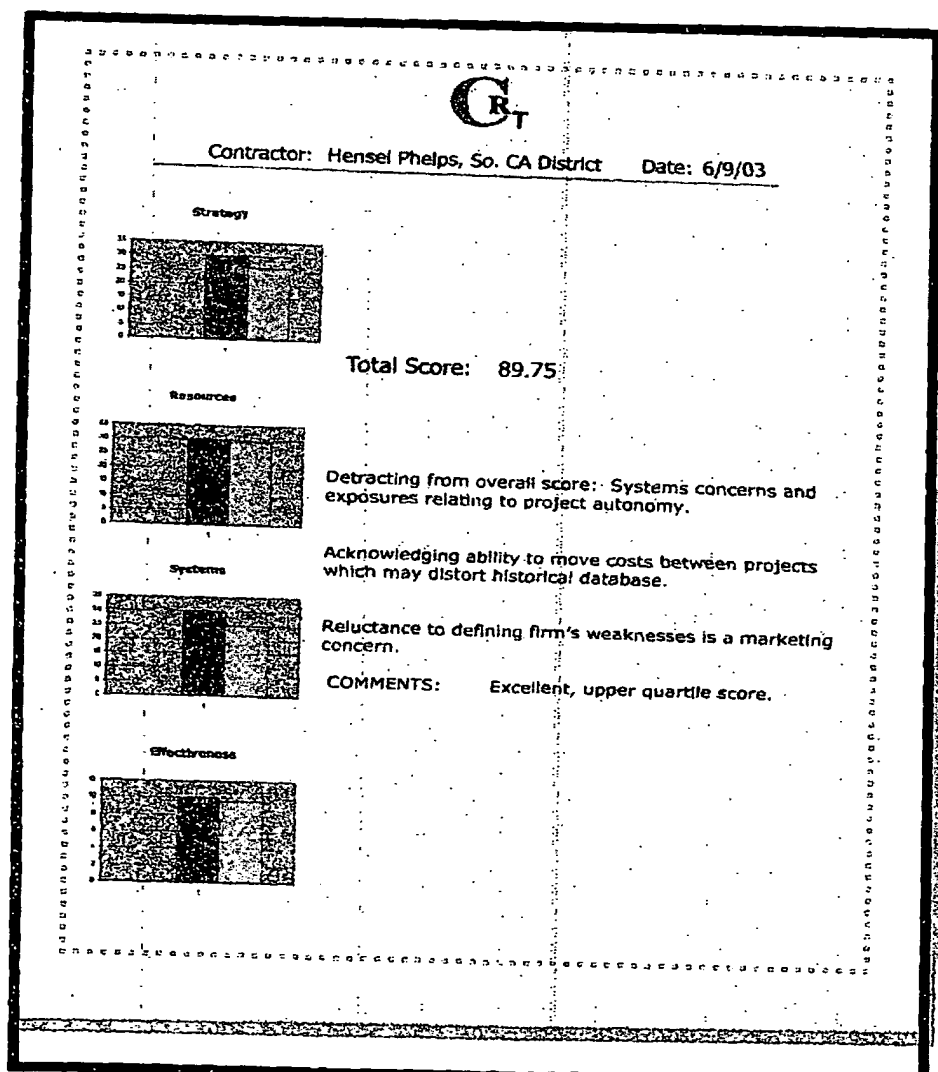 CRT
Contractor: Hensel Phelps, So. CA District Date: 6/9/03
Strategy
Total Score: 89.75
Resources
Detracting from overall score: Systems concerns and
exposures relating to project autonomy.
Acknowledging ability to move costs between projects
which may distort historical database.
Systems
Reluctance to defining firm's weaknesses is a marketing
concern.
COMMENTS: Excellent, upper quartile score.
Effectiveness